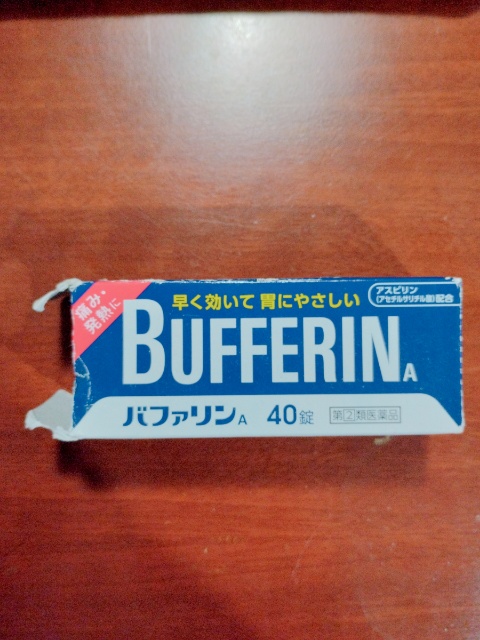 痛み・
発熱に
早く効いて 胃にやさしい
アスピリン
(アセチルサリチル酸)配合
BUFFERIN A
バファリン A 40錠 指定②類医薬品